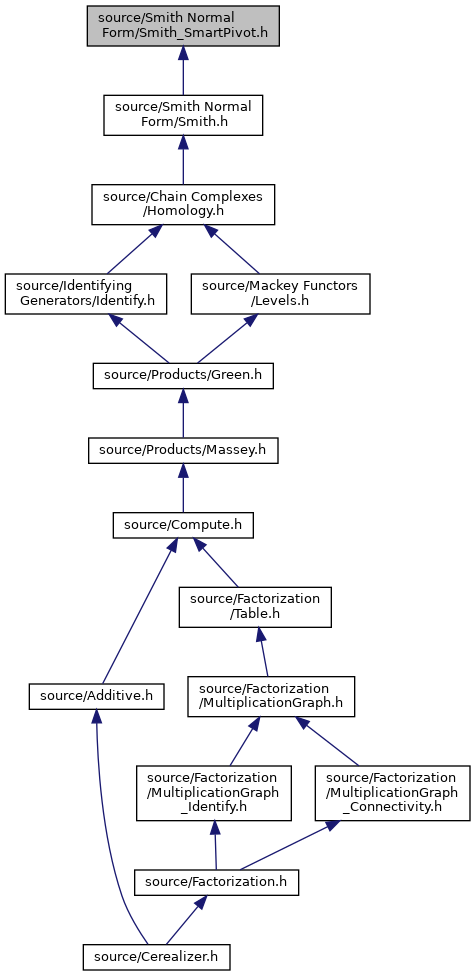 source/Smith Normal
Form/Smith_SmartPivot.h
source/Smith Normal
Form/Smith.h
source/Chain Complexes
/Homology.h
source/Identifying
Generators/Identify.h
source/Mackey Functors
/Levels.h
source/Products/Green.h
source/Products/Massey.h
source/Compute.h
source/Factorization
/Table.h
source/Additive.h
source/Factorization
/MultiplicationGraph.h
source/Factorization
/MultiplicationGraph
_Identify.h
source/Factorization
/MultiplicationGraph
_Connectivity.h
source/Factorization.h
source/Cerealizer.h